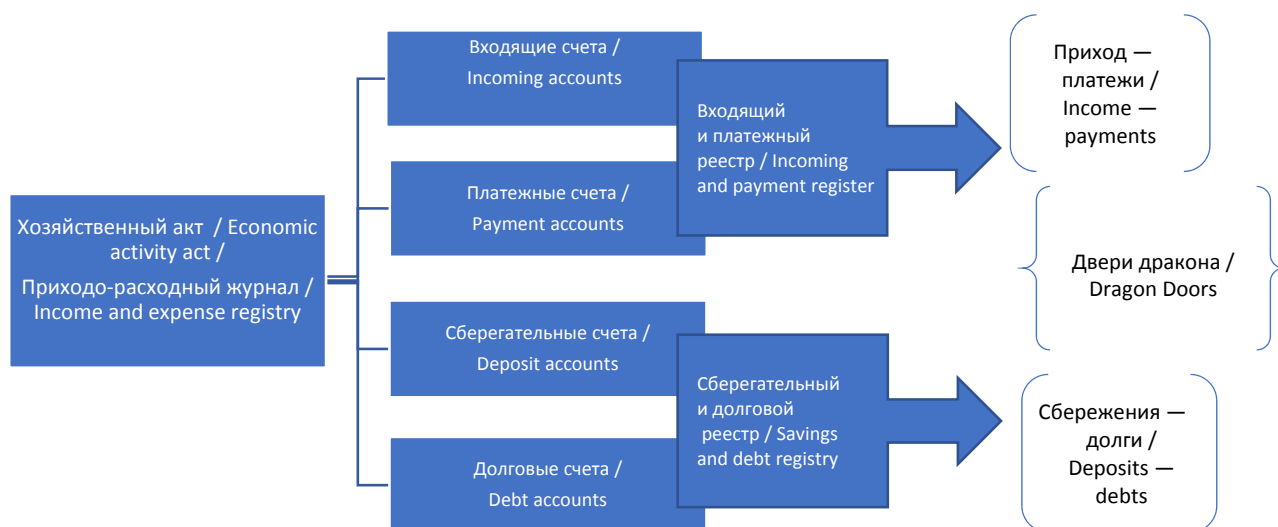 Хозяйственный акт / Economic
activity act /
Приходо-расходный журнал /
Income and expense registry
Входящие счета /
Incoming accounts
Платежные счета /
Payment accounts
Сберегательные счета /
Deposit accounts
Долговые счета /
Debt accounts
Входящий
и платежный
реестр / Incoming
and payment register
Сберегательный
и долговой
реестр / Savings
and debt registry
Приход —
платежи /
Income —
payments
Двери дракона /
Dragon Doors
Сбережения —
долги /
Deposits —
debts